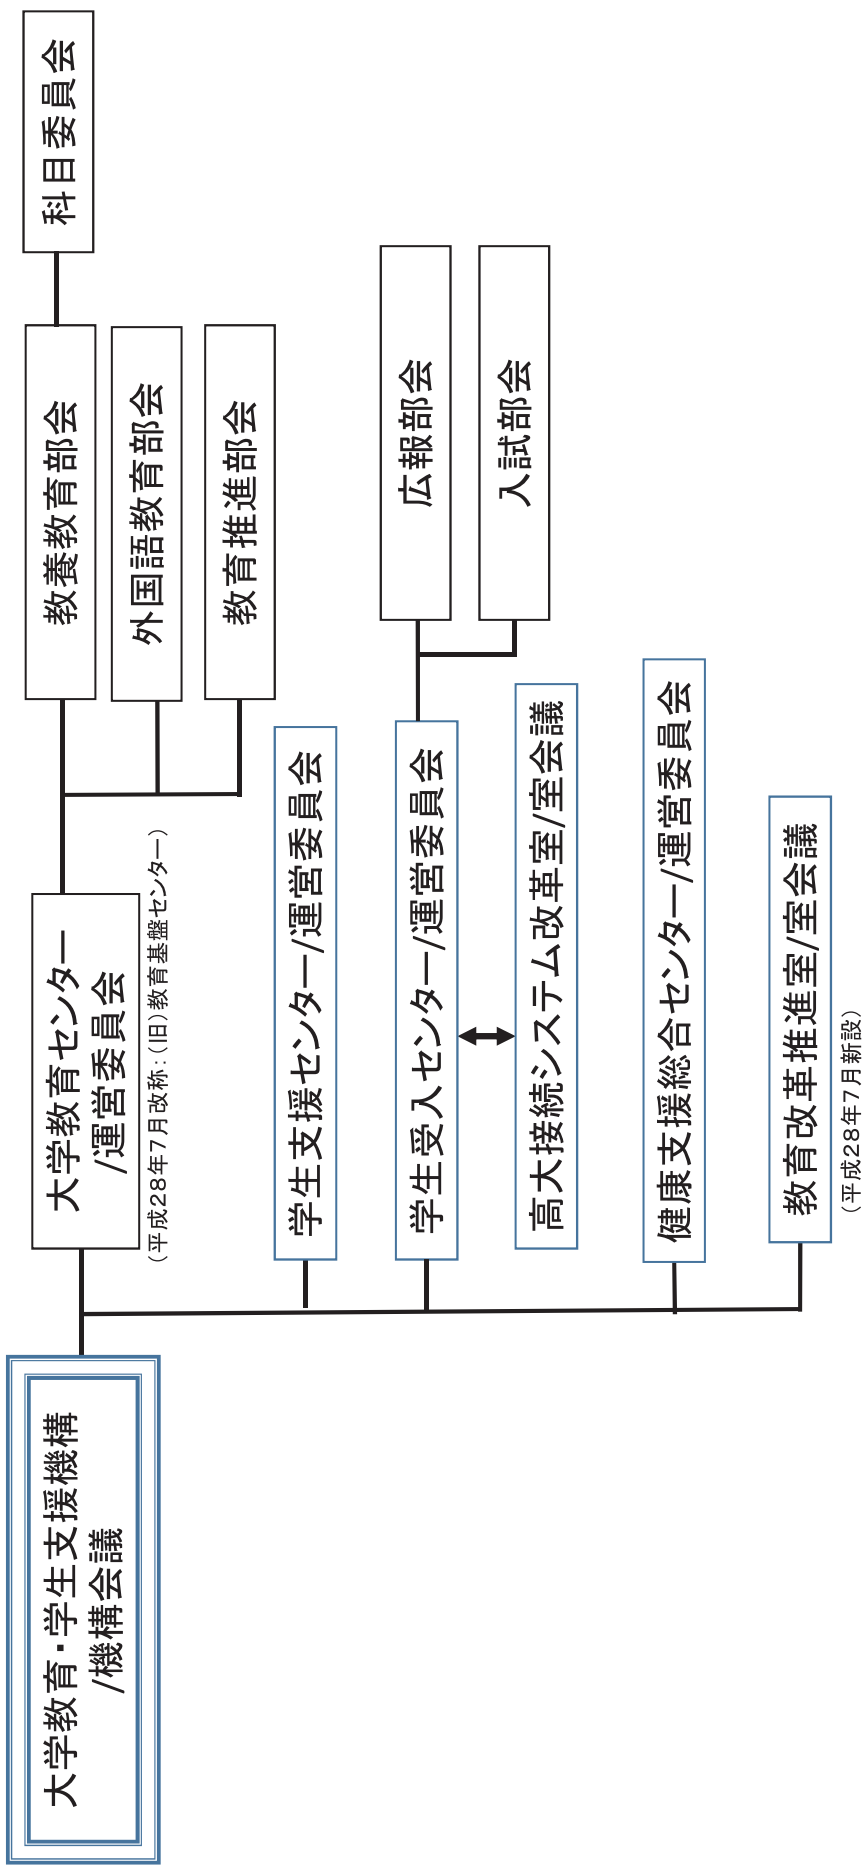 大学教育・学生支援機構
/機構会議
大学教育センター
/運営委員会
（平成28年7月改称：（旧）教育基盤センター）
教養教育部会
科目委員会
外国語教育部会
教育推進部会
学生支援センター/運営委員会
学生受入センター/運営委員会
広報部会
入試部会
高大接続システム改革室/室会議
健康支援総合センター/運営委員会
教育改革推進室/室会議
（平成28年7月新設）